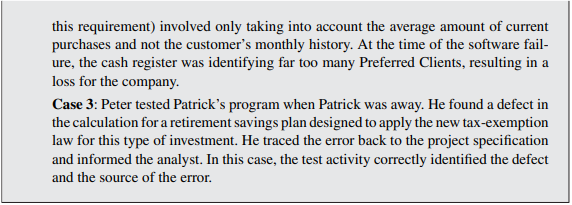 this requirement) involved only taking into account the average amount of current
purchases and not the customer's monthly history. At the time of the software fail-
ure, the cash register was identifying far too many Preferred Clients, resulting in a
loss for the company.
Case 3: Peter tested Patrick's program when Patrick was away. He found a defect in
the calculation for a retirement savings plan designed to apply the new tax-exemption
law for this type of investment. He traced the error back to the project specification
and informed the analyst. In this case, the test activity correctly identified the defect
and the source of the error.